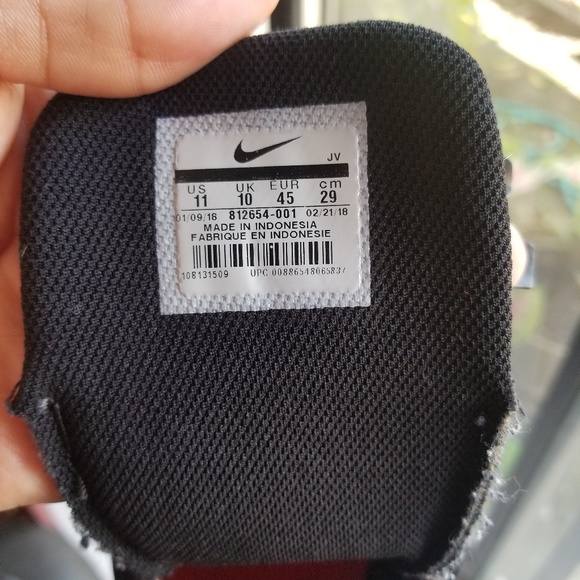 JV
US UK EUR cm
11 10 45 29
01/09/18 812654-001 02/21/18
MADE IN INDONESIA
FABRIQUE EN INDONESIE
108131509 UPC 00886548065837